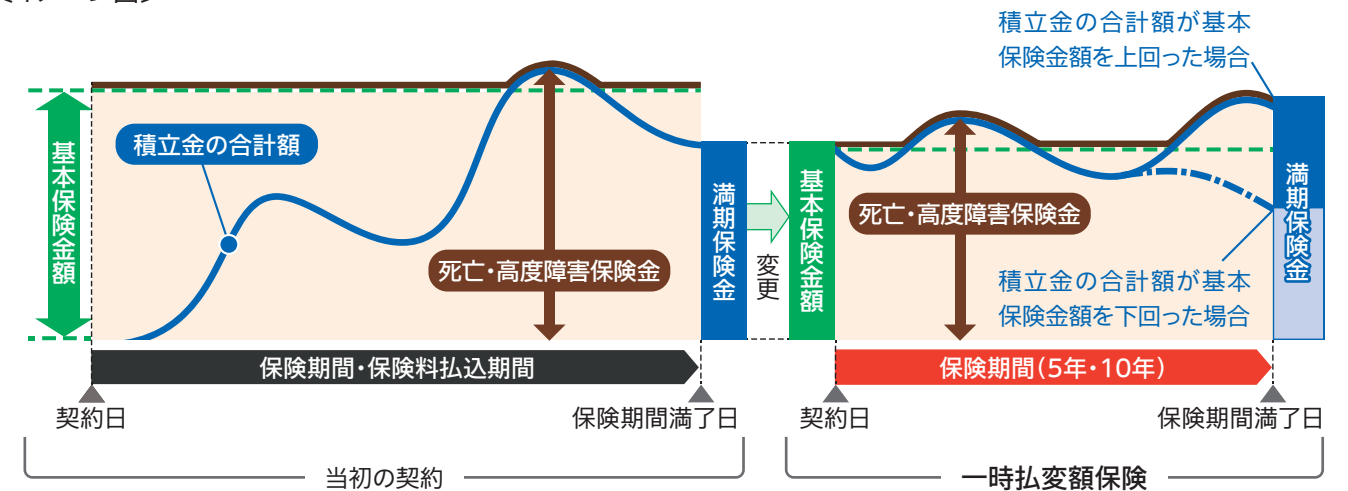 積立金の合計額が基本
保険金額を上回った場合
基本保険金額
積立金の合計額
死亡・高度障害保険金
満期保険金
変更
基本保険金額
死亡・高度障害保険金
満期保険金
積立金の合計額が基本
保険金額を下回った場合
保険期間・保険料払込期間
保険期間（5年・10年）
契約日
保険期間満了日
契約日
保険期間満了日
当初の契約
一時払変額保険